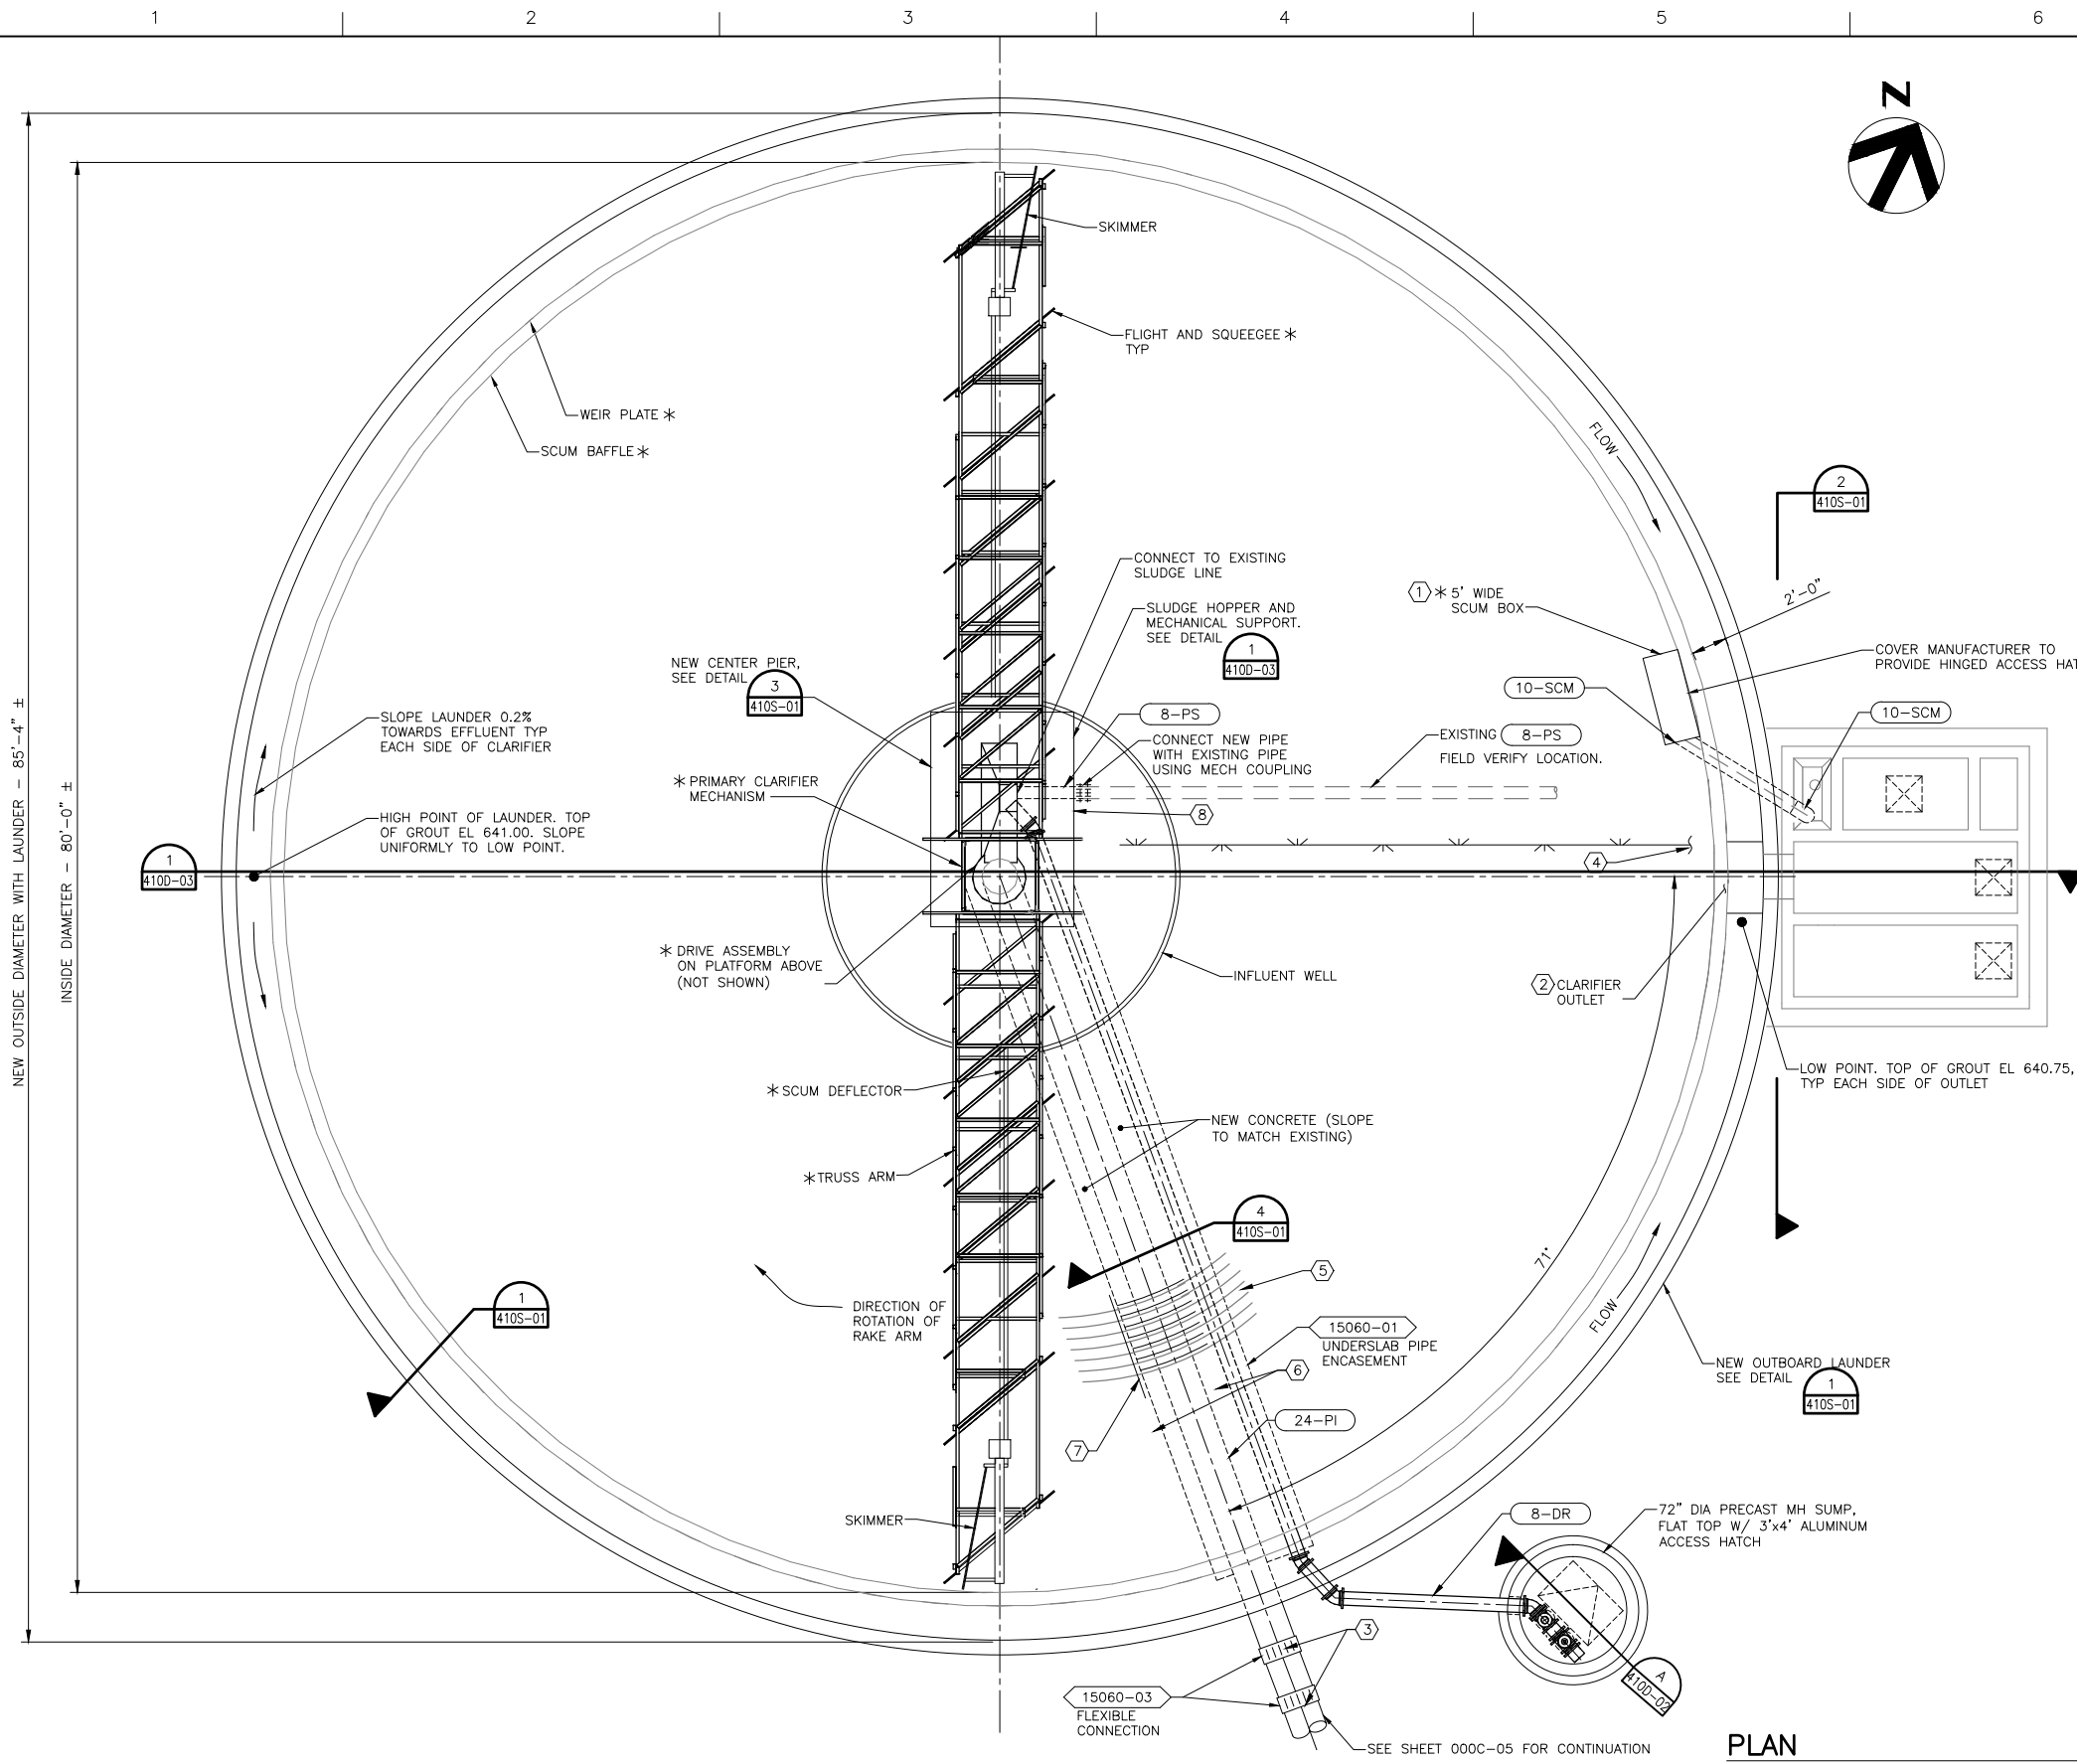 1
2
3
4
5
6
N
SKIMMER
FLIGHT AND SQUEEGEE *
TYP
WEIR PLATE *
SCUM BAFFLE *
FLOW
2
410S-01
CONNECT TO EXISTING
SLUDGE LINE
1 * 5' WIDE
SCUM BOX
2'-0"
SLUDGE HOPPER AND
MECHANICAL SUPPORT.
SEE DETAIL
1
410D-03
COVER MANUFACTURER TO
PROVIDE HINGED ACCESS HAT
NEW CENTER PIER,
SEE DETAIL
3
410S-01
10-SCM
10-SCM
8-PS
SLOPE LAUNDER 0.2%
TOWARDS EFFLUENT TYP
EACH SIDE OF CLARIFIER
CONNECT NEW PIPE
WITH EXISTING PIPE
USING MECH COUPLING
EXISTING 8-PS
FIELD VERIFY LOCATION.
* PRIMARY CLARIFIER
MECHANISM
HIGH POINT OF LAUNDER. TOP
OF GROUT EL 641.00. SLOPE
UNIFORMLY TO LOW POINT.
8
4
1
410D-03
NEW OUTSIDE DIAMETER WITH LAUNDER - 85'-4" ±
INSIDE DIAMETER - 80'-0" ±
* DRIVE ASSEMBLY
ON PLATFORM ABOVE
(NOT SHOWN)
INFLUENT WELL
2 CLARIFIER
OUTLET
LOW POINT. TOP OF GROUT EL 640.75,
TYP EACH SIDE OF OUTLET
* SCUM DEFLECTOR
NEW CONCRETE (SLOPE
TO MATCH EXISTING)
* TRUSS ARM
4
410S-01
71°
5
1
410S-01
DIRECTION OF
ROTATION OF
RAKE ARM
FLOW
15060-01
UNDERSLAB PIPE
ENCASEMENT
6
NEW OUTBOARD LAUNDER
SEE DETAIL
1
410S-01
24-PI
7
SKIMMER
8-DR
72" DIA PRECAST MH SUMP,
FLAT TOP W/ 3'x4' ALUMINUM
ACCESS HATCH
3
A
410D-02
15060-03
FLEXIBLE
CONNECTION
SEE SHEET 000C-05 FOR CONTINUATION
PLAN